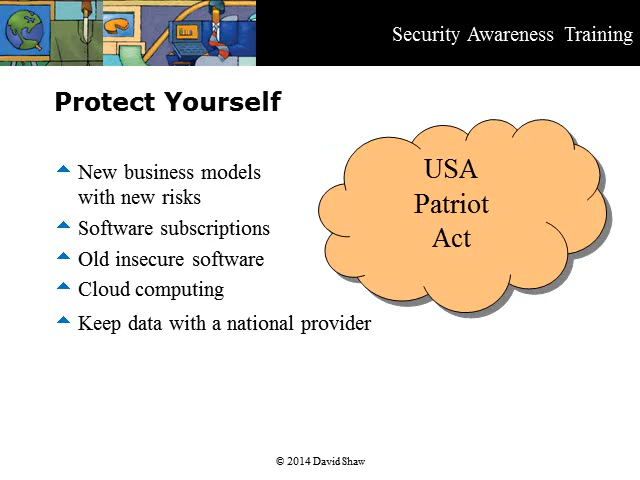 Security Awareness Training
Protect Yourself
New business models
with new risks
Software subscriptions
Old insecure software
Cloud computing
Keep data with a national provider
USA
Patriot
Act
© 2014 David Shaw